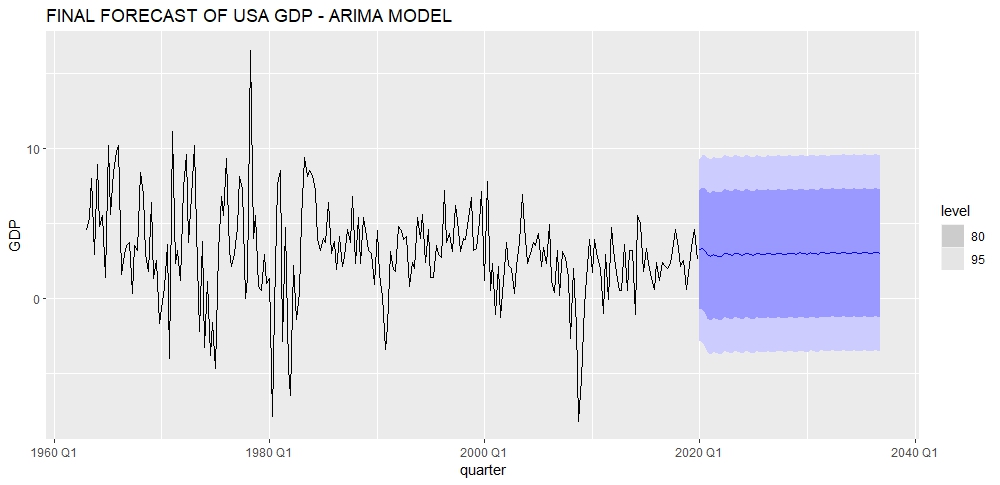 FINAL FORECAST OF USA GDP - ARIMA MODEL
GDP
10
0
level
80
95
1960 Q1 1980 Q1 2000 Q1 2020 Q1 2040 Q1
quarter